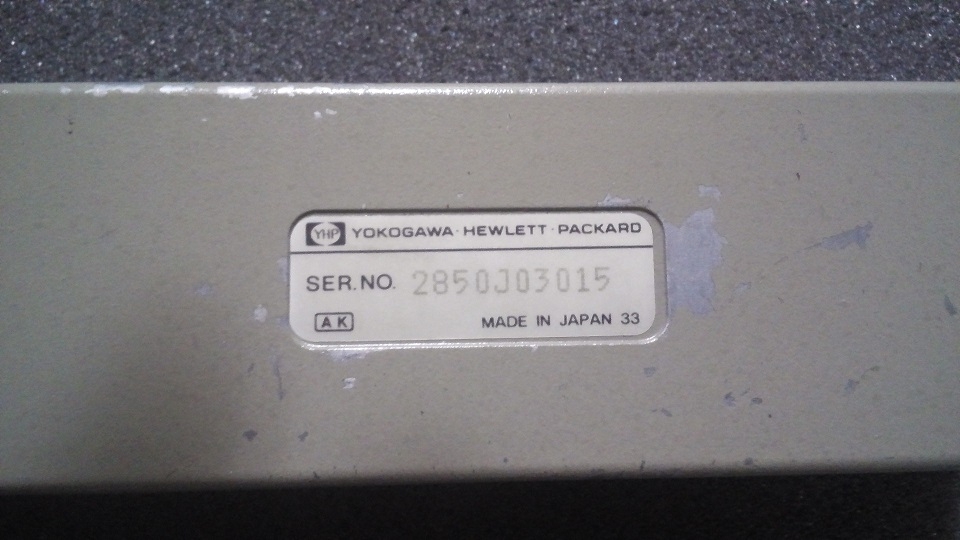 YHP YOKOGAWA·HEWLETT·PACKARD
SER.NO. 2850J03015
AK MADE IN JAPAN 33